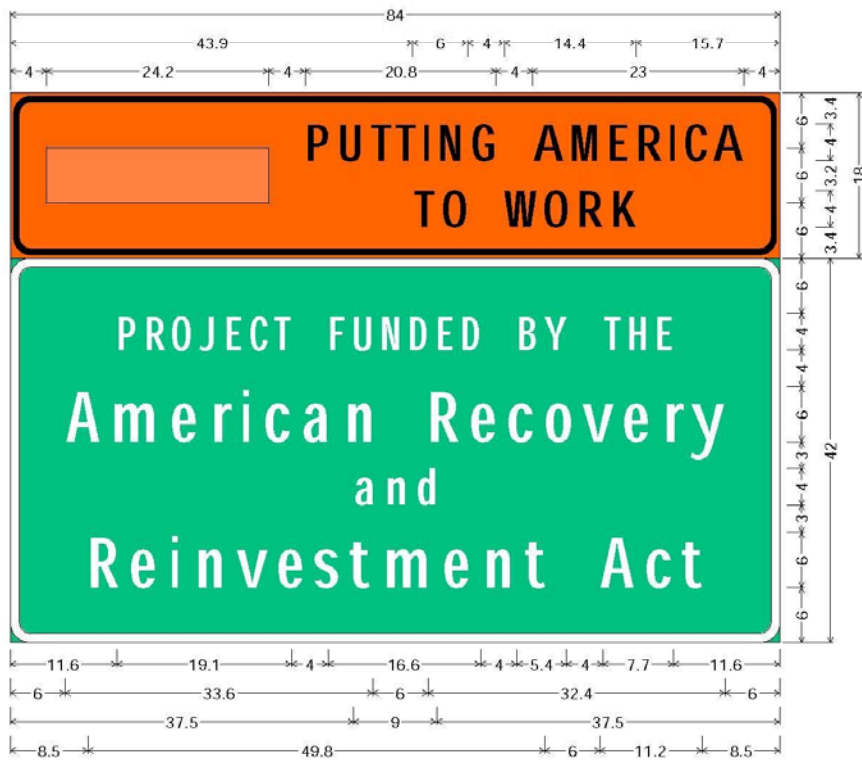 84
43.9 6 4 14.4 15.7
4 24.2 4 20.8 4 23 4
PUTTING AMERICA
TO WORK
6 6 6
3.4 4 3.2 4 3.4
18
PROJECT FUNDED BY THE
American Recovery
and
Reinvestment Act
6 4 4 6 3 4 3 6 6
42
11.6 19.1 4 16.6 4 5.4 4 7.7 11.6
6 33.6 6 32.4 6
37.5 9 37.5
8.5 49.8 6 11.2 8.5